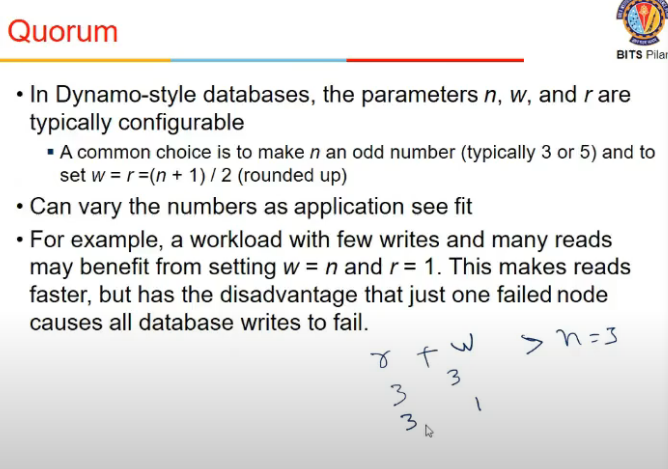 Quorum
BITS Pilar
• In Dynamo-style databases, the parameters n, w, and r are
typically configurable
▪ A common choice is to make n an odd number (typically 3 or 5) and to
set w = r =(n + 1) / 2 (rounded up)
• Can vary the numbers as application see fit
• For example, a workload with few writes and many reads
may benefit from setting w = n and r = 1. This makes reads
faster, but has the disadvantage that just one failed node
causes all database writes to fail.
r + w > n = 3
3 3
3 1